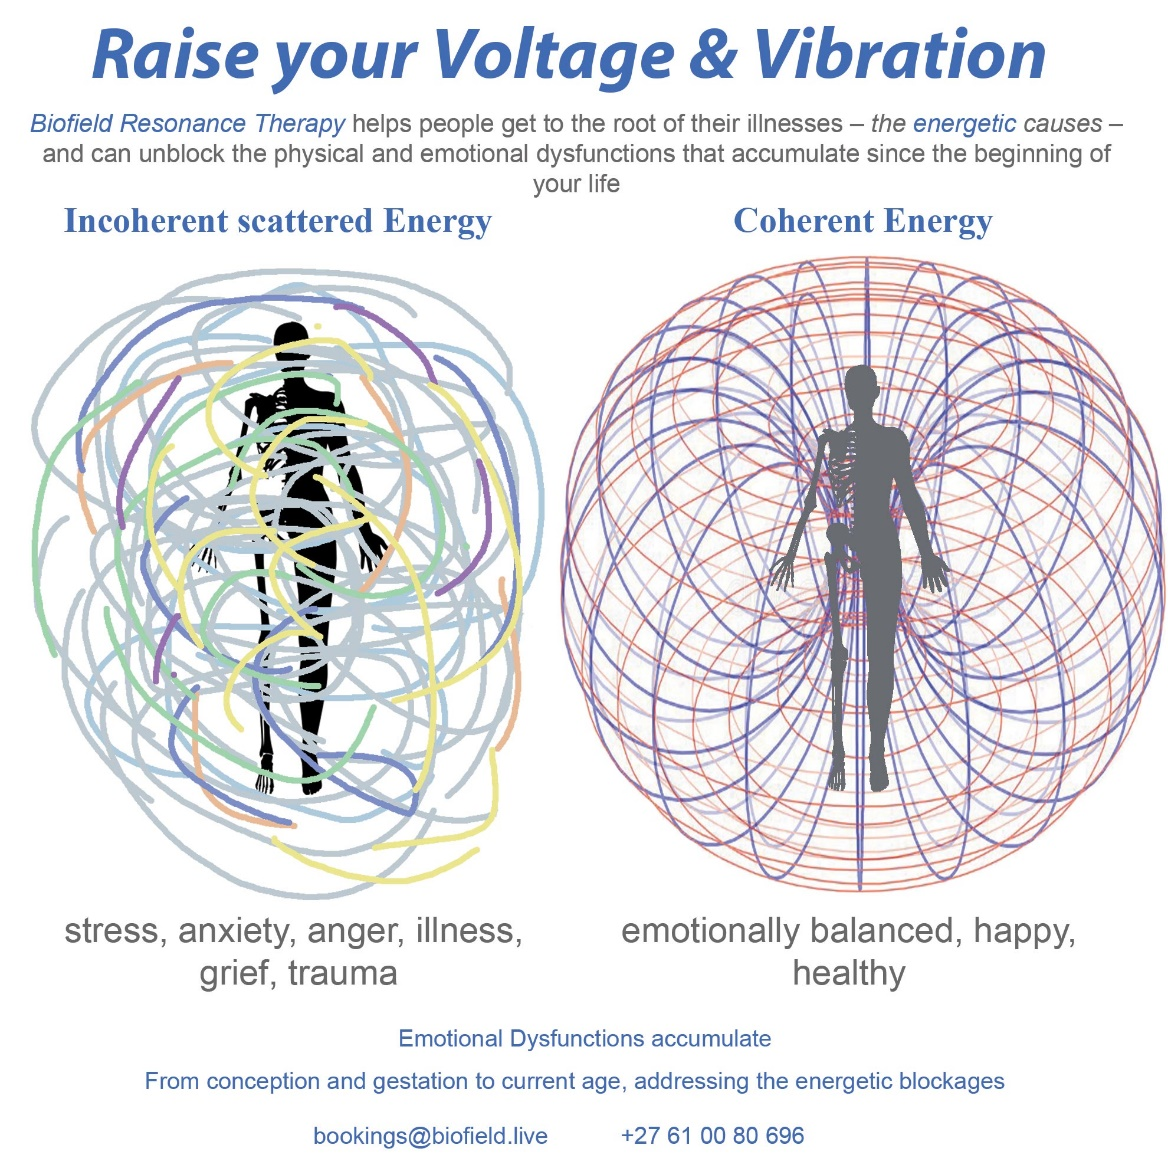 Raise your Voltage & Vibration
Biofield Resonance Therapy helps people get to the root of their illnesses – the energetic causes –
and can unblock the physical and emotional dysfunctions that accumulate since the beginning of
your life
Incoherent scattered Energy
Coherent Energy
stress, anxiety, anger, illness,
grief, trauma
emotionally balanced, happy,
healthy
Emotional Dysfunctions accumulate
From conception and gestation to current age, addressing the energetic blockages
bookings@biofield.live +27 61 00 80 696